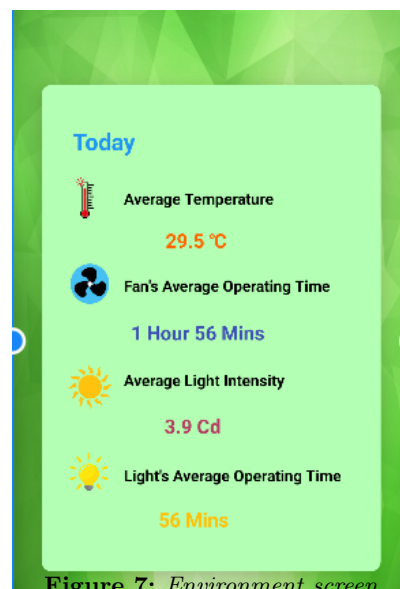 Today
Average Temperature
29.5 °C
Fan's Average Operating Time
1 Hour 56 Mins
Average Light Intensity
3.9 Cd
Light's Average Operating Time
56 Mins
Figure 7: Environment screen